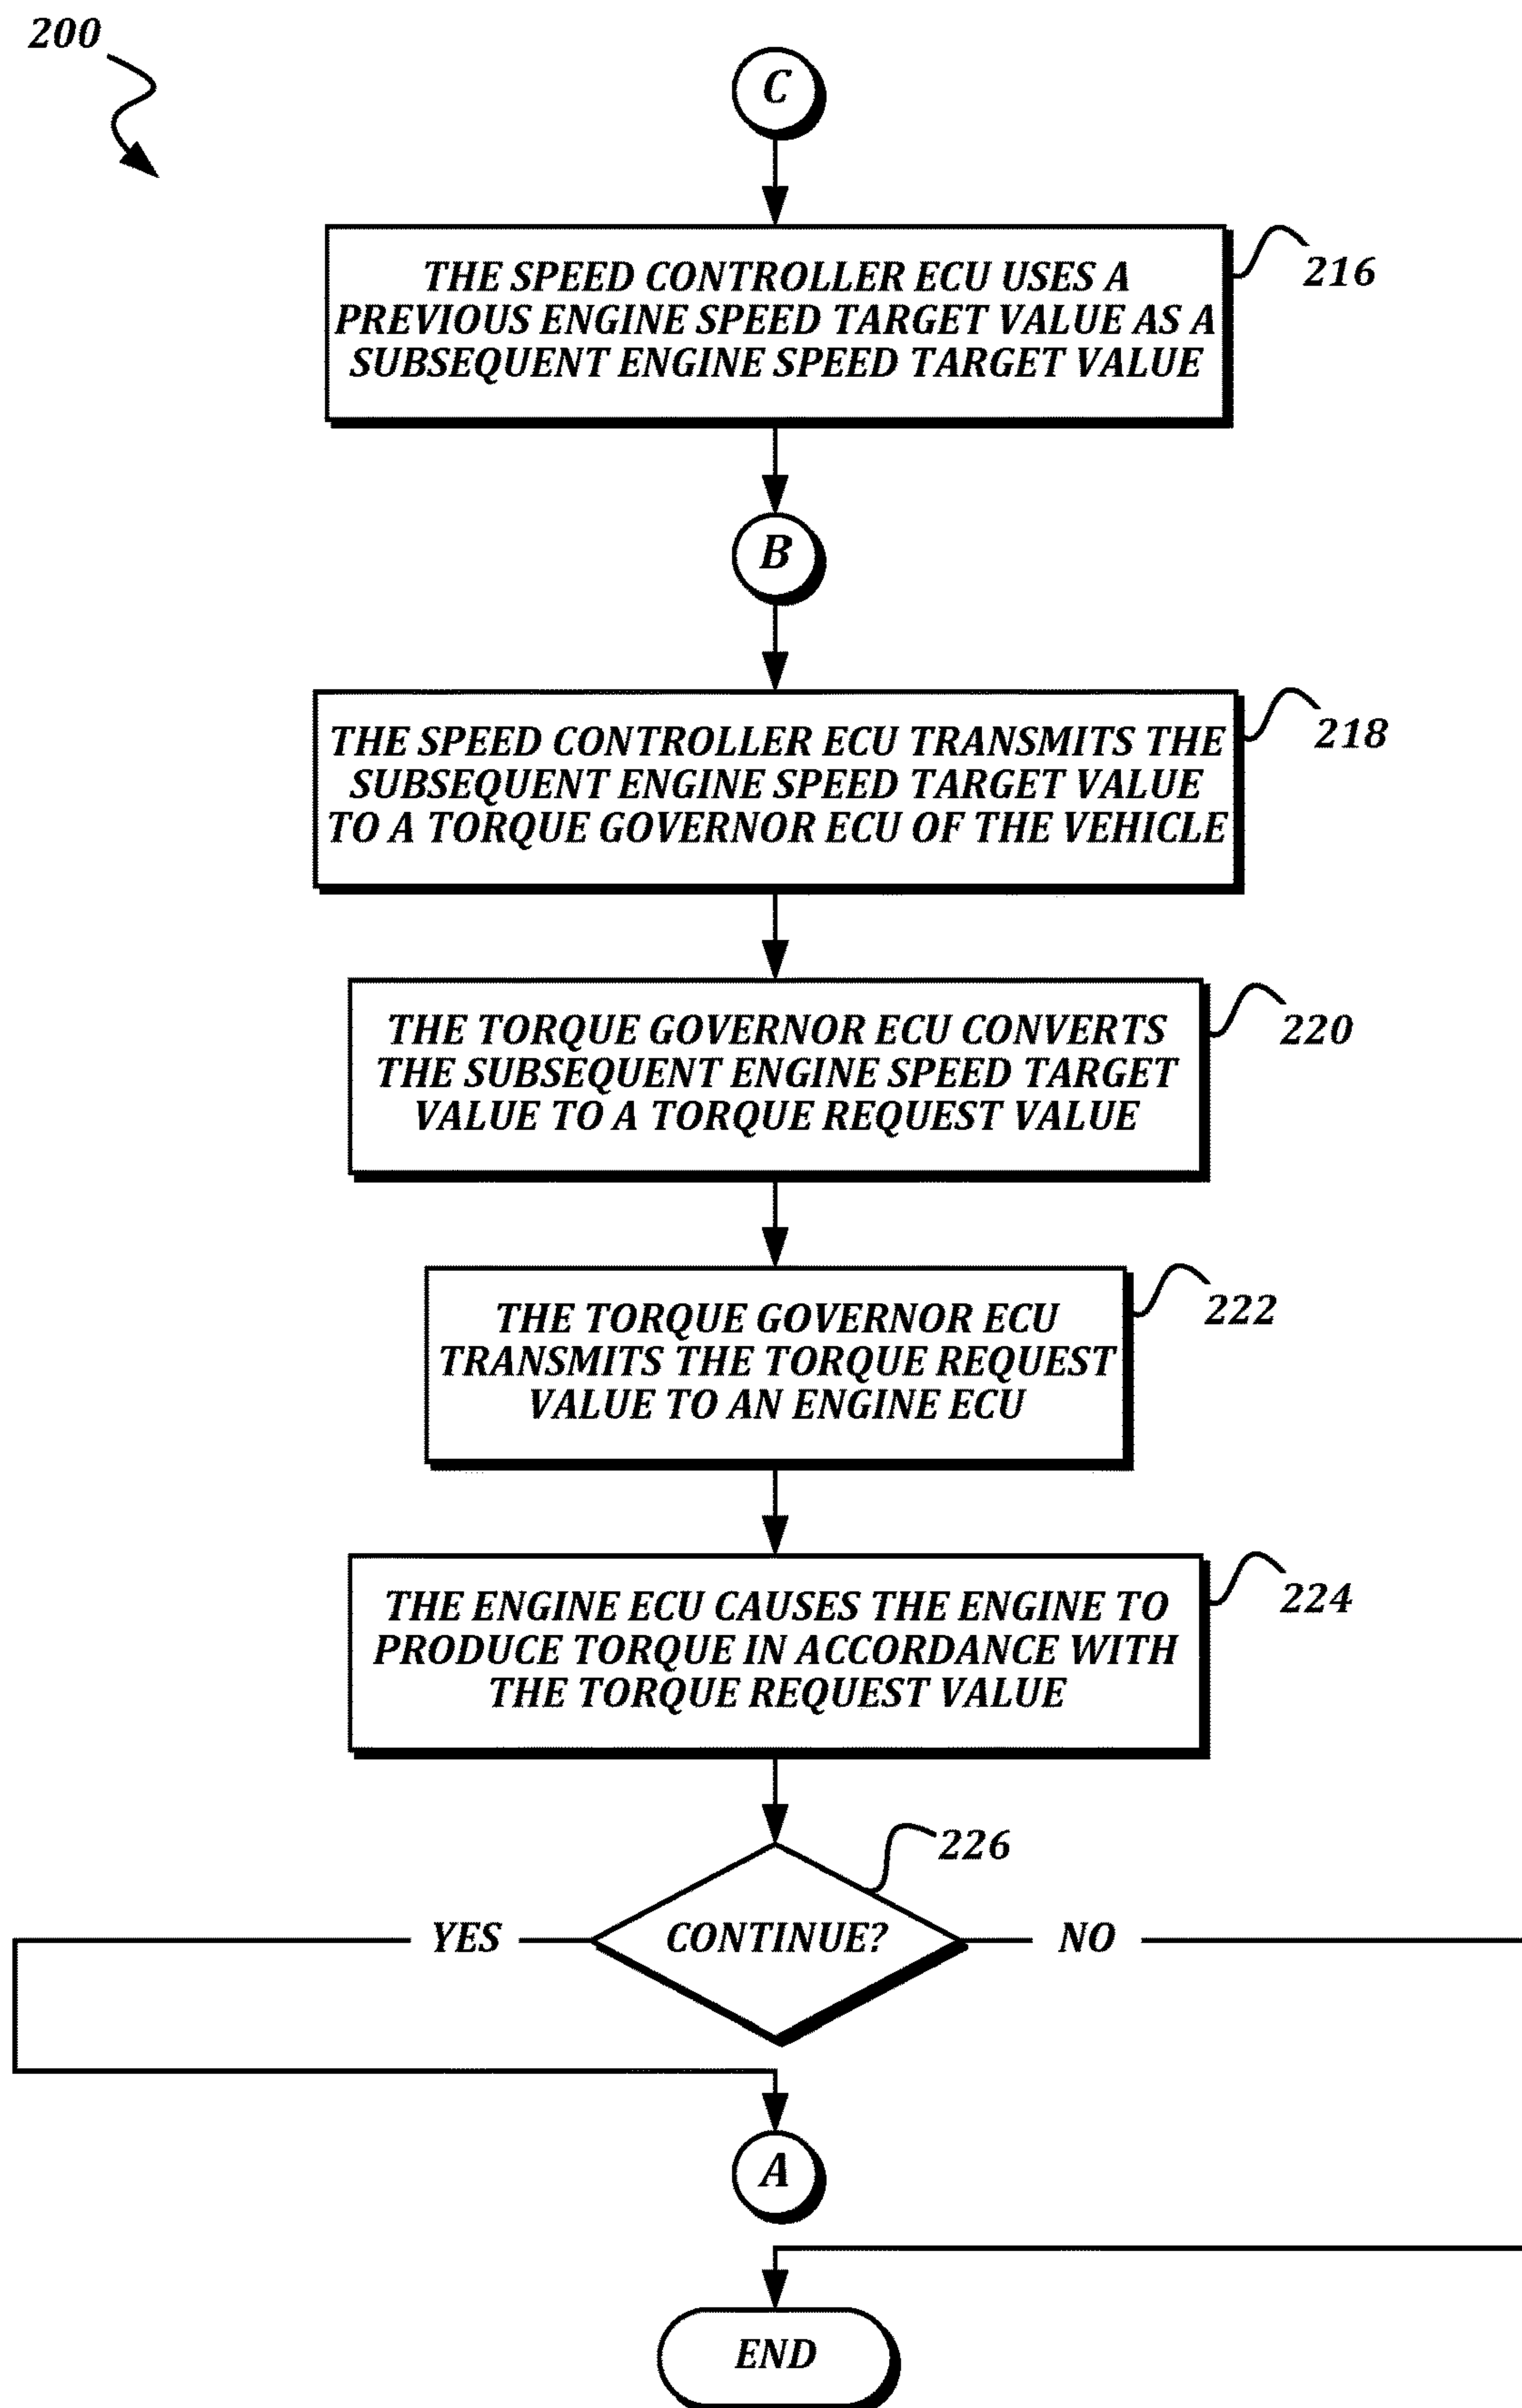 200
C
THE SPEED CONTROLLER ECU USES A
PREVIOUS ENGINE SPEED TARGET VALUE AS A
SUBSEQUENT ENGINE SPEED TARGET VALUE
216
B
THE SPEED CONTROLLER ECU TRANSMITS THE
SUBSEQUENT ENGINE SPEED TARGET VALUE
TO A TORQUE GOVERNOR ECU OF THE VEHICLE
218
THE TORQUE GOVERNOR ECU CONVERTS
THE SUBSEQUENT ENGINE SPEED TARGET
VALUE TO A TORQUE REQUEST VALUE
220
THE TORQUE GOVERNOR ECU
TRANSMITS THE TORQUE REQUEST
VALUE TO AN ENGINE ECU
222
THE ENGINE ECU CAUSES THE ENGINE TO
PRODUCE TORQUE IN ACCORDANCE WITH
THE TORQUE REQUEST VALUE
224
226
YES
CONTINUE?
NO
A
END